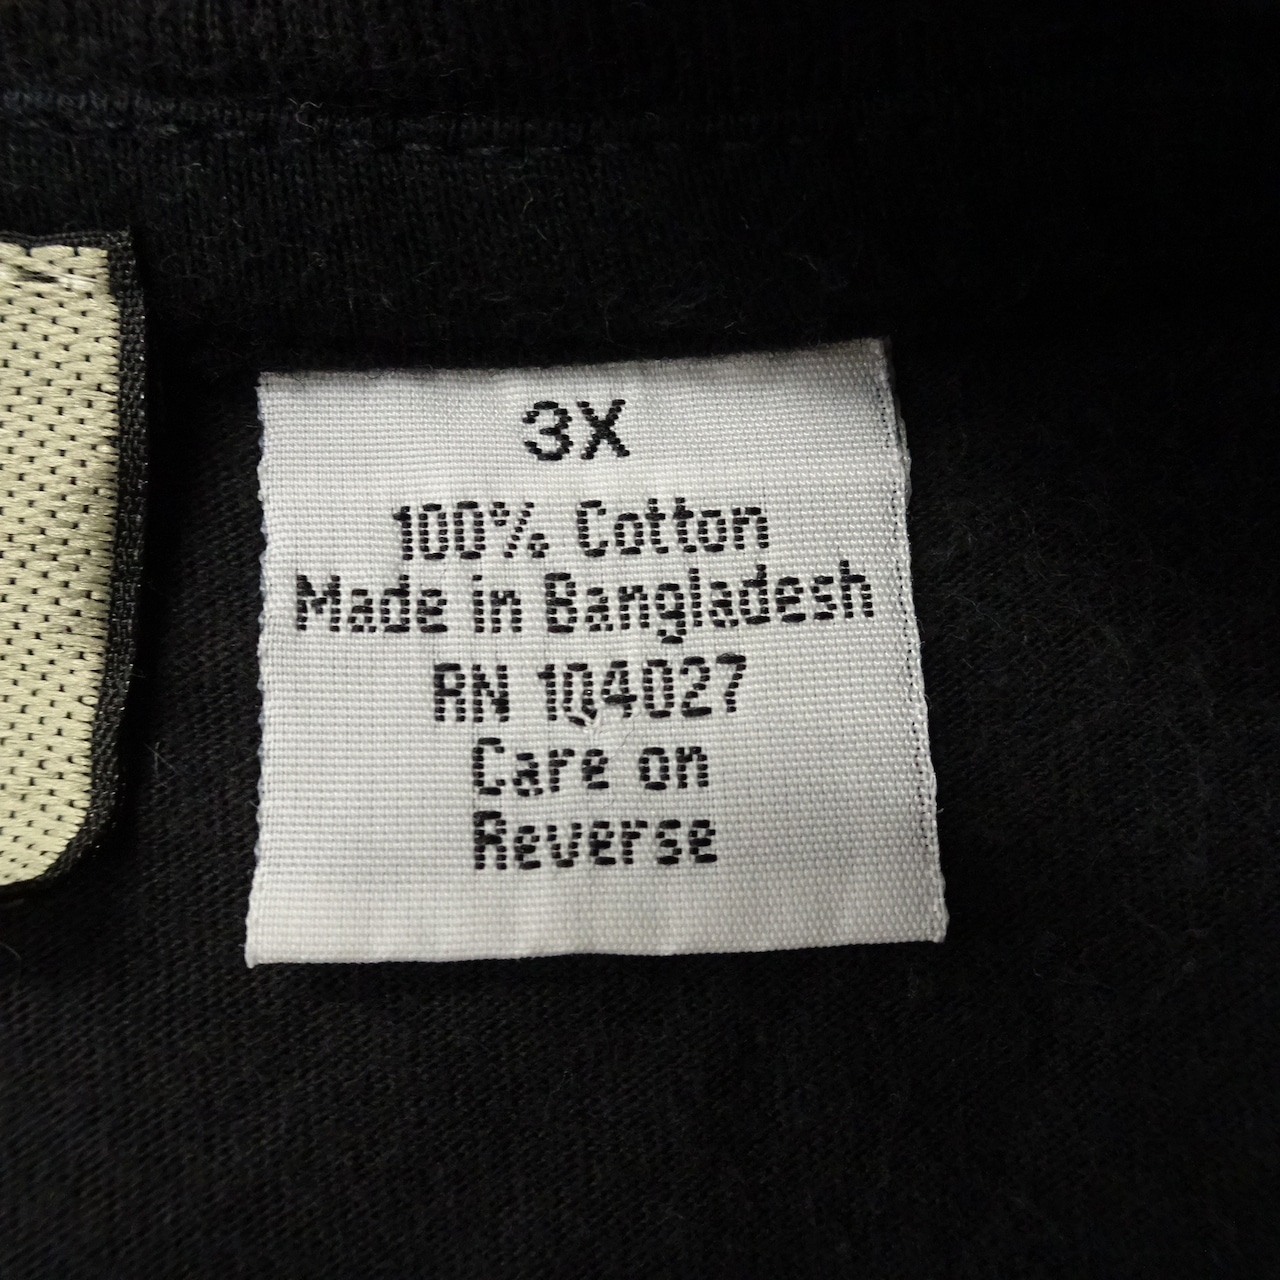 3X
100% Cotton
Made in Bangladesh
RN 104027
Care on
Reverse